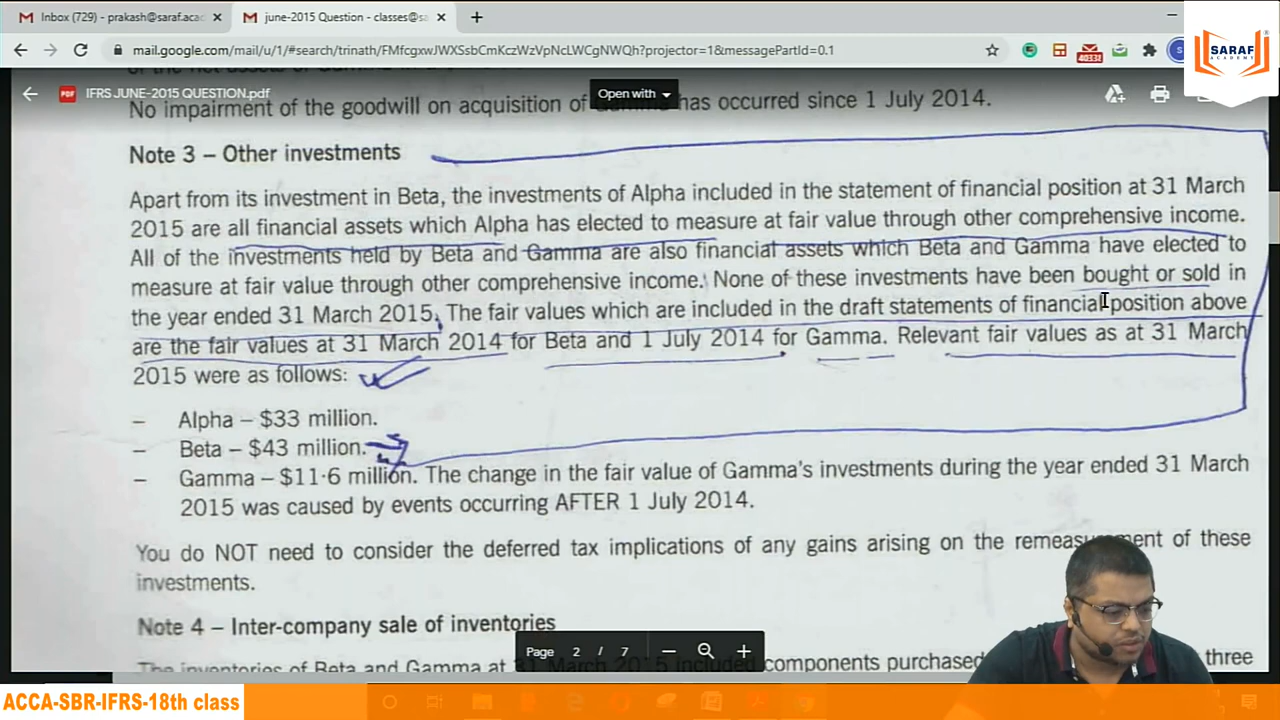 Inbox (729) - prakash@saraf.acac
june-2015 Question - classes@sa
mail.google.com/mail/u/1/#search/trinath/FMfcgxwJWXSsbCmKczWzVpNcLWCgNWQh?projector=1&messagePartId=0.1
SARAF
ACADEMY
IFRS JUNE-2015 QUESTION.pdf
Open with
No impairment of the goodwill on acquisition of has occurred since 1 July 2014.
Note 3 – Other investments
Apart from its investment in Beta, the investments of Alpha included in the statement of financial position at 31 March
2015 are all financial assets which Alpha has elected to measure at fair value through other comprehensive income.
All of the investments held by Beta and Gamma are also financial assets which Beta and Gamma have elected to
measure at fair value through other comprehensive income. None of these investments have been bought or sold in
the year ended 31 March 2015. The fair values which are included in the draft statements of financial position above
are the fair values at 31 March 2014 for Beta and 1 July 2014 for Gamma. Relevant fair values as at 31 March
2015 were as follows:
– Alpha – $33 million.
– Beta – $43 million.
– Gamma – $11·6 million. The change in the fair value of Gamma's investments during the year ended 31 March
2015 was caused by events occurring AFTER 1 July 2014.
You do NOT need to consider the deferred tax implications of any gains arising on the remeasurement of these
investments.
Note 4 – Inter-company sale of inventories
Page 2 / 7
The inventories of Beta and Gamma at 31 March 2015 included components purchased three
ACCA-SBR-IFRS-18th class